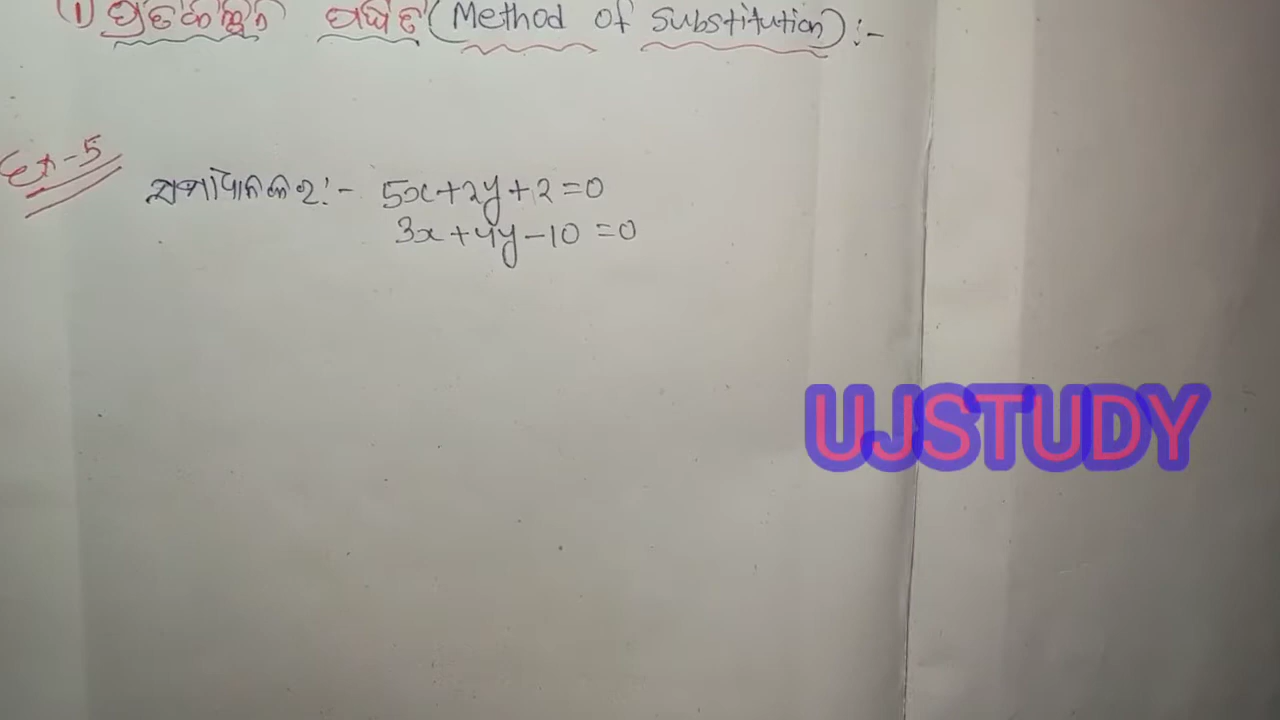 (1) ପ୍ରତିକଳ୍ପନ ପଦ୍ଧତି (Method of Substitution) :-
Ex-5
ସମାଧାନ କର :- 5x+2y+2=0
3x+4y-10=0
UJSTUDY